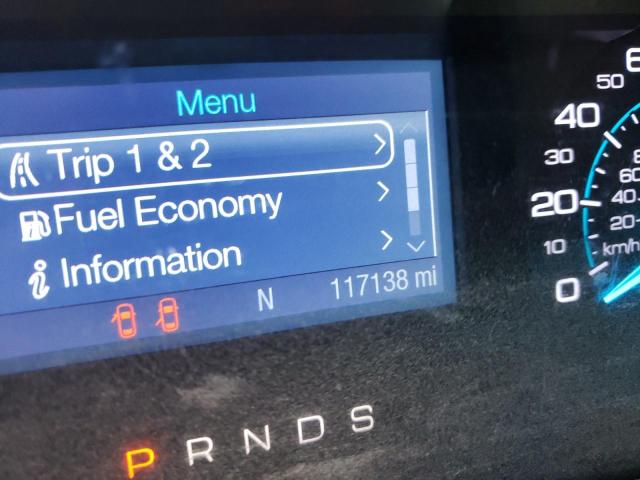 Menu
Trip 1 & 2
Fuel Economy
i Information
N 117138 mi
P R N D S
50
40
30
20
10
0
60
40
20
km/h